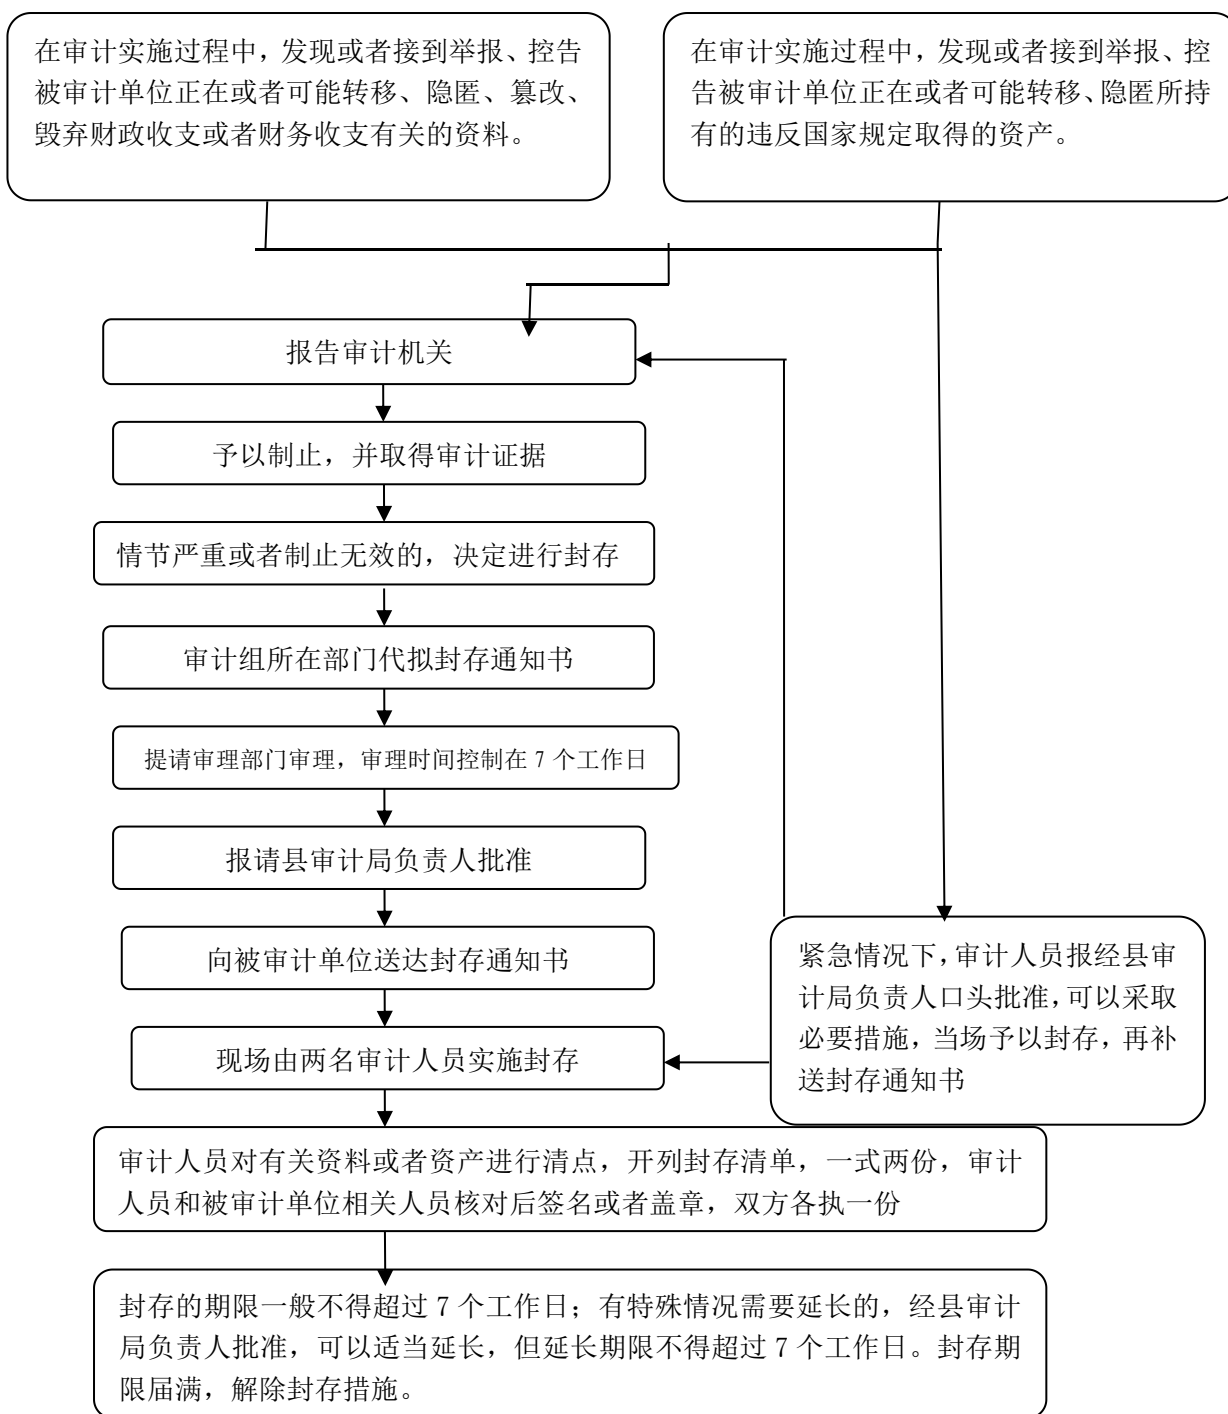 在审计实施过程中，发现或者接到举报、控告
被审计单位正在或者可能转移、隐匿、篡改、
毁弃财政收支或者财务收支有关的资料。
在审计实施过程中，发现或者接到举报、控
告被审计单位正在或者可能转移、隐匿所持
有的违反国家规定取得的资产。
报告审计机关
予以制止，并取得审计证据
情节严重或者制止无效的，决定进行封存
审计组所在部门代拟封存通知书
提请审理部门审理，审理时间控制在 7 个工作日
报请县审计局负责人批准
向被审计单位送达封存通知书
紧急情况下，审计人员报经县审
计局负责人口头批准，可以采取
必要措施，当场予以封存，再补
送封存通知书
现场由两名审计人员实施封存
审计人员对有关资料或者资产进行清点，开列封存清单，一式两份，审计
人员和被审计单位相关人员核对后签名或者盖章，双方各执一份
封存的期限一般不得超过 7 个工作日；有特殊情况需要延长的，经县审计
局负责人批准，可以适当延长，但延长期限不得超过 7 个工作日。封存期
限届满，解除封存措施。